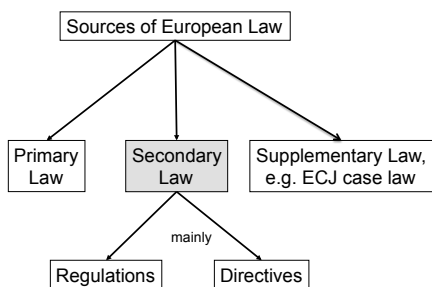 Sources of European Law
Primary
Law
Secondary
Law
Supplementary Law,
e.g. ECJ case law
mainly
Regulations
Directives